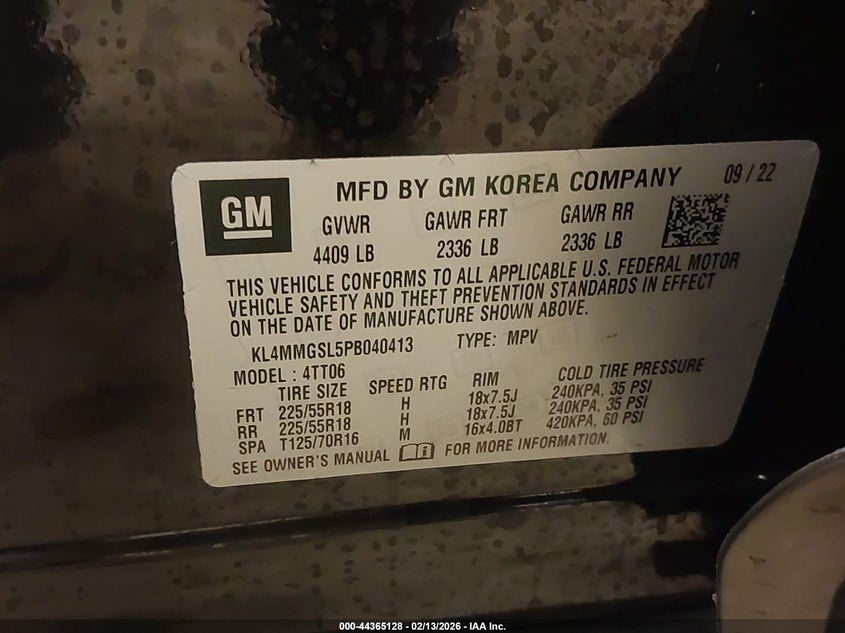 GM
MFD BY GM KOREA COMPANY 09 / 22
GVWR GAWR FRT GAWR RR
4409 LB 2336 LB 2336 LB
THIS VEHICLE CONFORMS TO ALL APPLICABLE U.S. FEDERAL MOTOR
VEHICLE SAFETY AND THEFT PREVENTION STANDARDS IN EFFECT
ON THE DATE OF MANUFACTURE SHOWN ABOVE.
KL4MMGSL5PB040413 TYPE: MPV
MODEL : 4TT06
TIRE SIZE SPEED RTG RIM COLD TIRE PRESSURE
FRT 225/55R18 H 18x7.5J 240KPA, 35 PSI
RR 225/55R18 H 18x7.5J 240KPA, 35 PSI
SPA T125/70R16 M 16x4.0BT 420KPA, 60 PSI
SEE OWNER'S MANUAL FOR MORE INFORMATION.
000-44365128 - 02/13/2026 - IAA Inc.